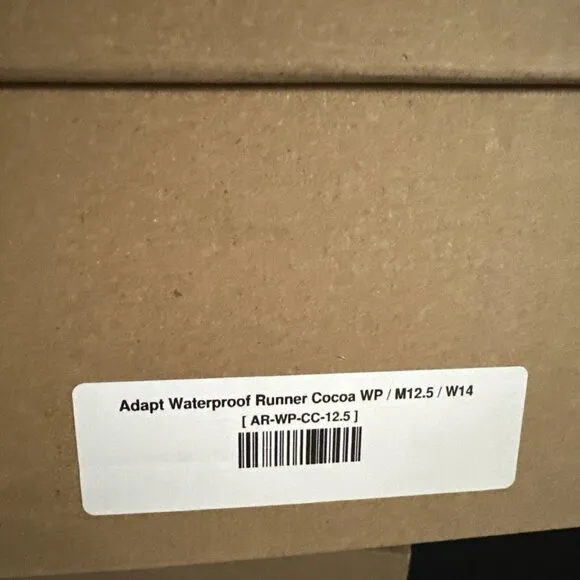 Adapt Waterproof Runner Cocoa WP / M12.5 / W14
[ AR-WP-CC-12.5 ]